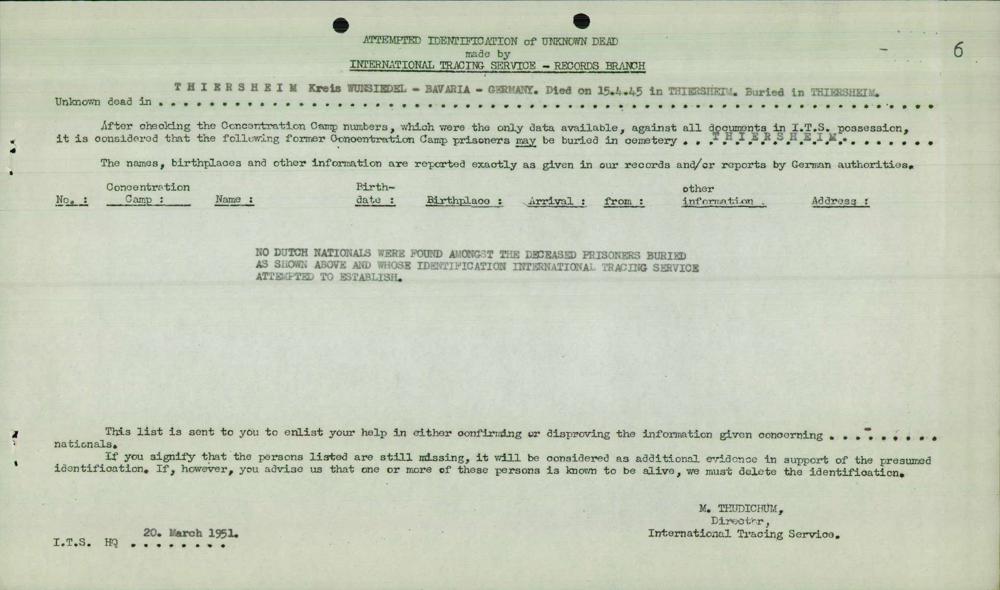 ATTEMPTED IDENTIFICATION of UNKNOWN DEAD
made by
INTERNATIONAL TRACING SERVICE - RECORDS BRANCH
6
T H I E R S H E I M Kreis WUNSIEDEL - BAVARIA - GERMANY. Died on 15.4.45 in THIERSHEIM. Buried in THIERSHEIM.
Unknown dead in . . . . . . . . . . . . . . . . . . . . . . . . . . . . . . . . . . . . . . . . . . . . . . . . . . . .
After checking the Concentration Camp numbers, which were the only data available, against all documents in I.T.S. possession,
it is considered that the following former Concentration Camp prisoners may be buried in cemetery . . . T H I E R S H E I M. . . . . . . . .
The names, birthplaces and other information are reported exactly as given in our records and/or reports by German authorities.
Concentration Birth- other
No. : Camp : Name : date : Birthplace : Arrival : from : information . Address :
NO DUTCH NATIONALS WERE FOUND AMONGST THE DECEASED PRISONERS BURIED
AS SHOWN ABOVE AND WHOSE IDENTIFICATION INTERNATIONAL TRACING SERVICE
ATTEMPTED TO ESTABLISH.
This list is sent to you to enlist your help in either confirming or disproving the information given concerning . . . . . . . . .
nationals.
If you signify that the persons listed are still missing, it will be considered as additional evidence in support of the presumed
identification. If, however, you advise us that one or more of these persons is known to be alive, we must delete the identification.
M. THUDICHUM,
Director,
International Tracing Service.
20. March 1951.
I.T.S. HQ . . . . . . . .